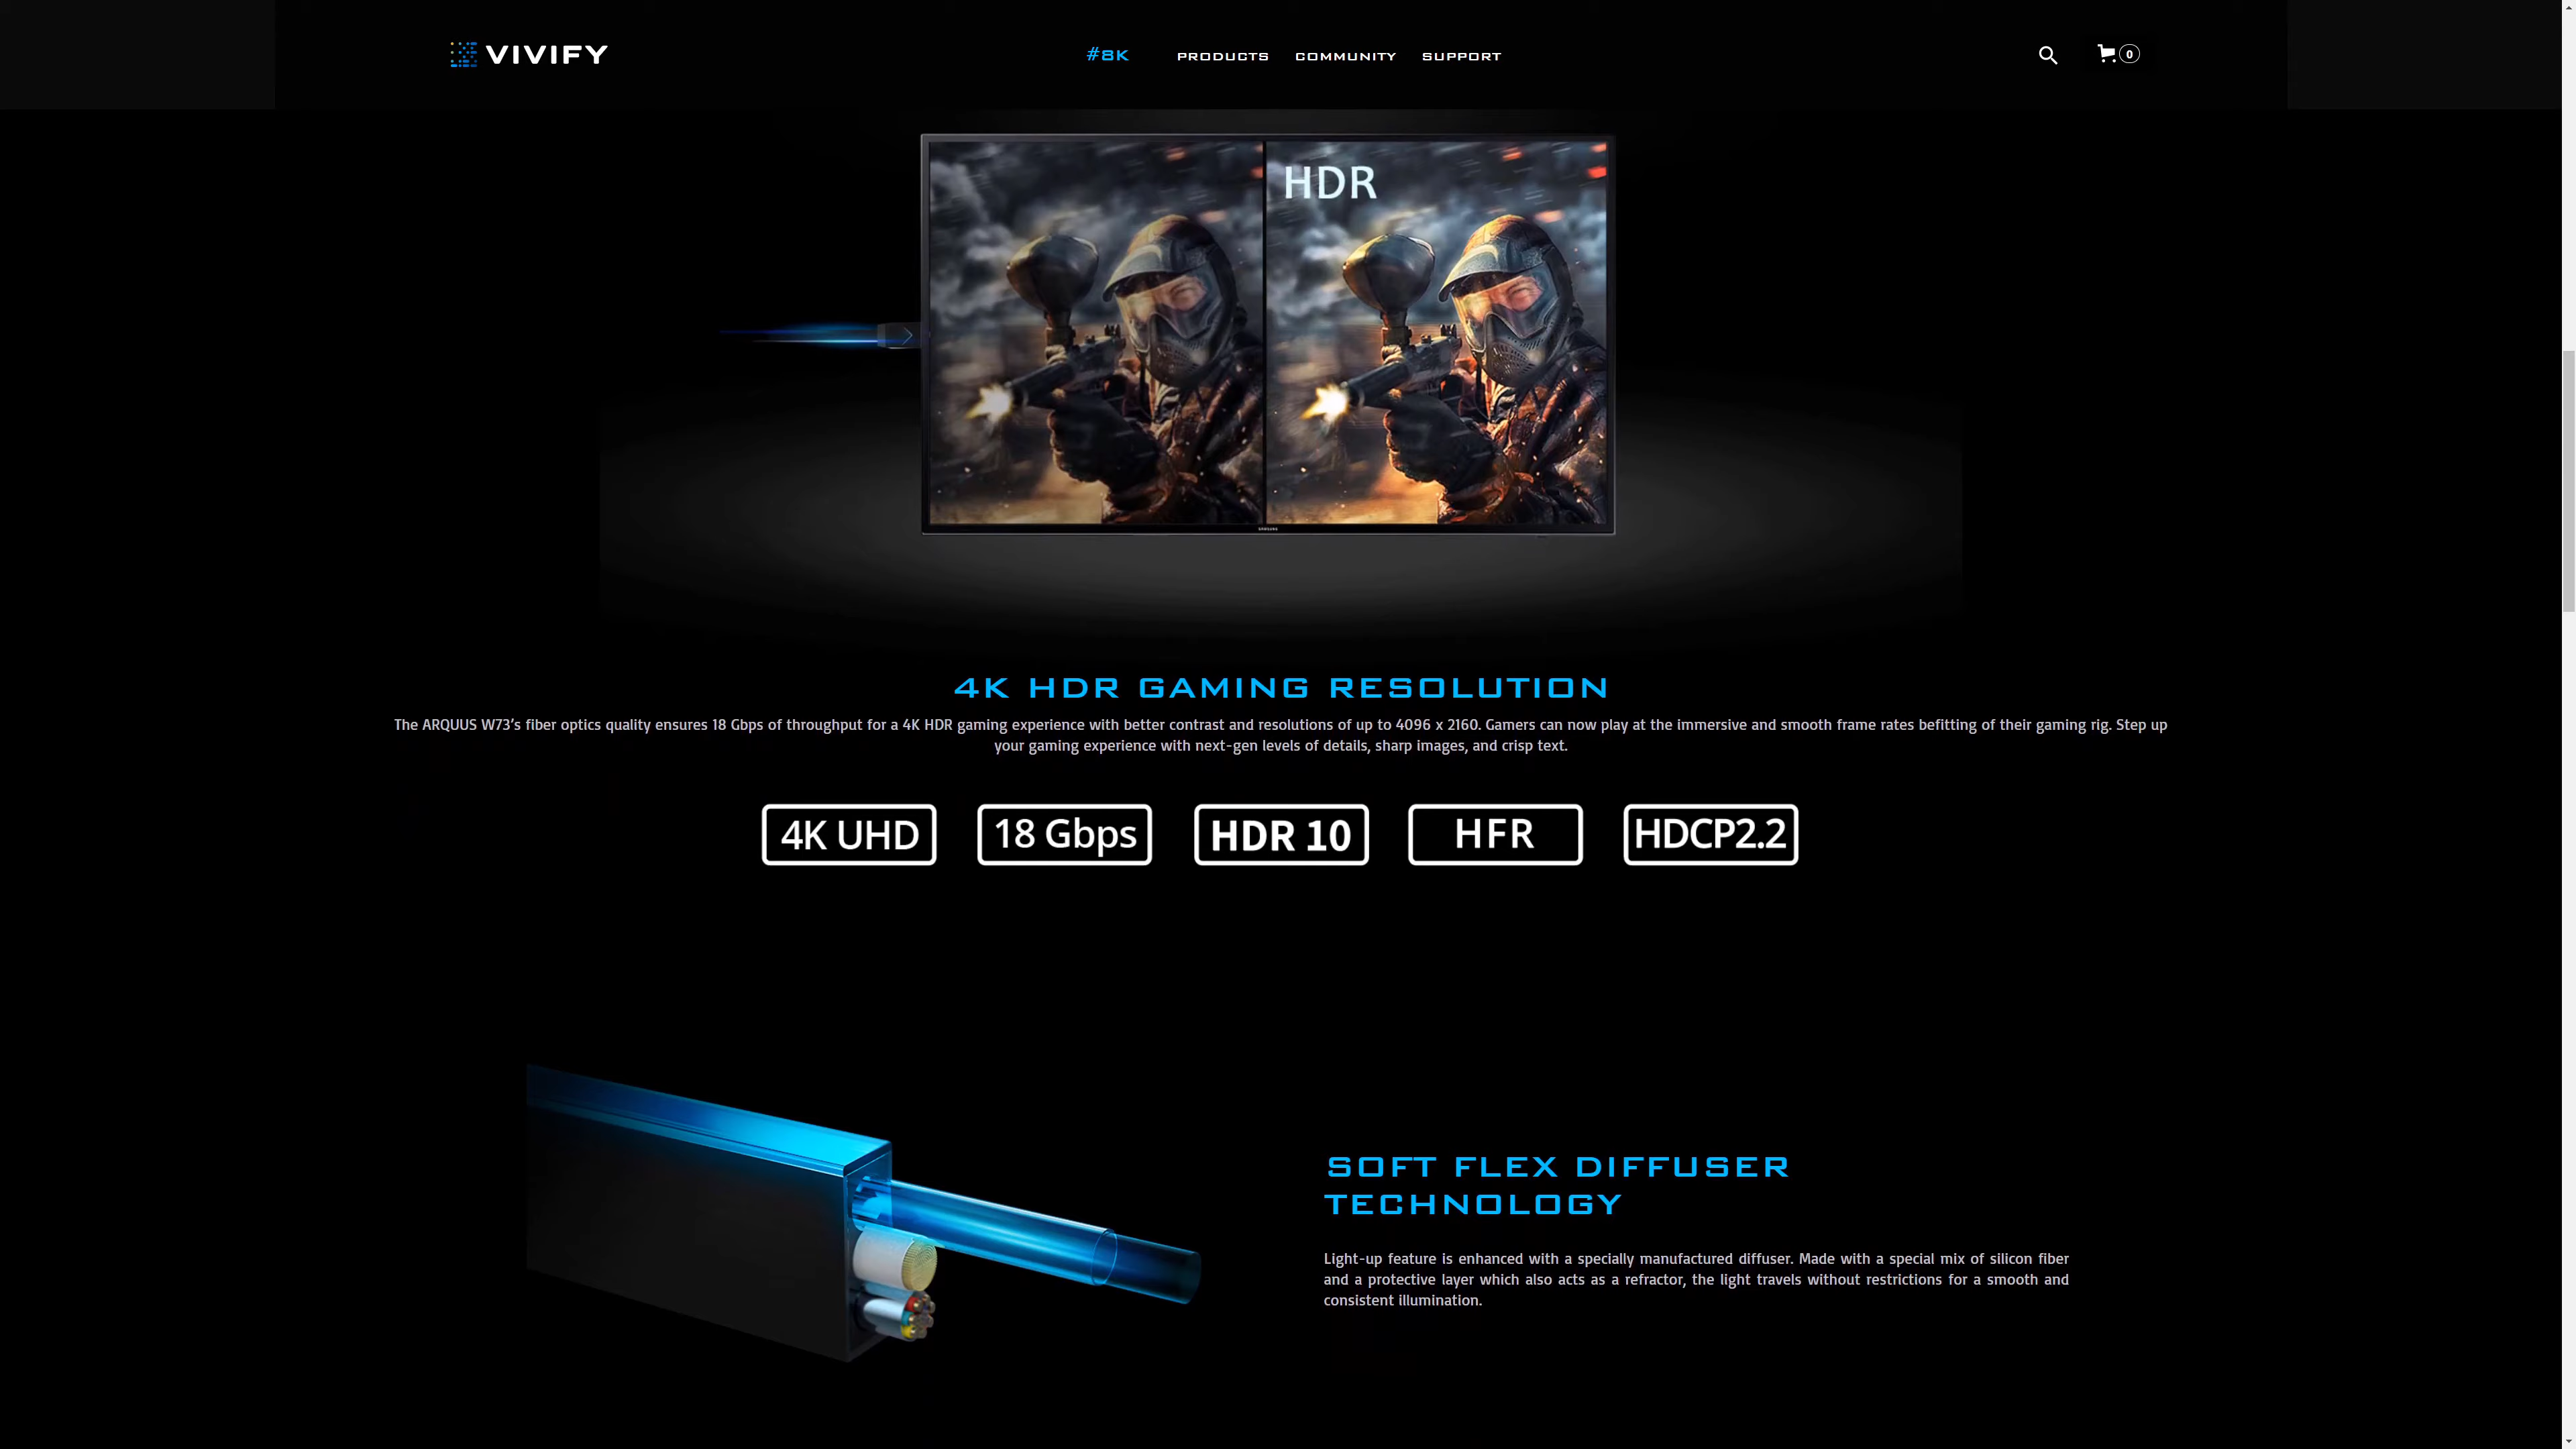 VIVIFY
#8K PRODUCTS COMMUNITY SUPPORT
0
HDR
SAMSUNG
4K HDR GAMING RESOLUTION
The ARQUUS W73’s fiber optics quality ensures 18 Gbps of throughput for a 4K HDR gaming experience with better contrast and resolutions of up to 4096 x 2160. Gamers can now play at the immersive and smooth frame rates befitting of their gaming rig. Step up
your gaming experience with next-gen levels of details, sharp images, and crisp text.
4K UHD 18 Gbps HDR 10 HFR HDCP2.2
SOFT FLEX DIFFUSER
TECHNOLOGY
Light-up feature is enhanced with a specially manufactured diffuser. Made with a special mix of silicon fiber
and a protective layer which also acts as a refractor, the light travels without restrictions for a smooth and
consistent illumination.